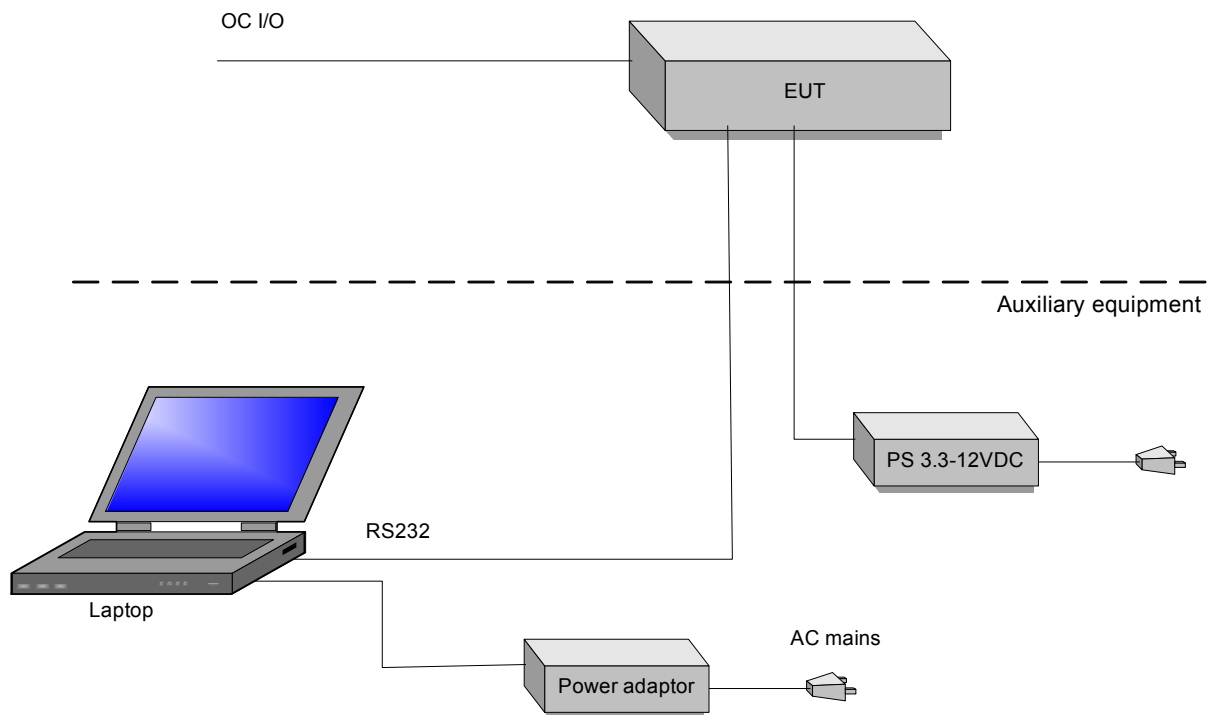 OC I/O
EUT
Auxiliary equipment
PS 3.3-12VDC
RS232
Laptop
AC mains
Power adaptor